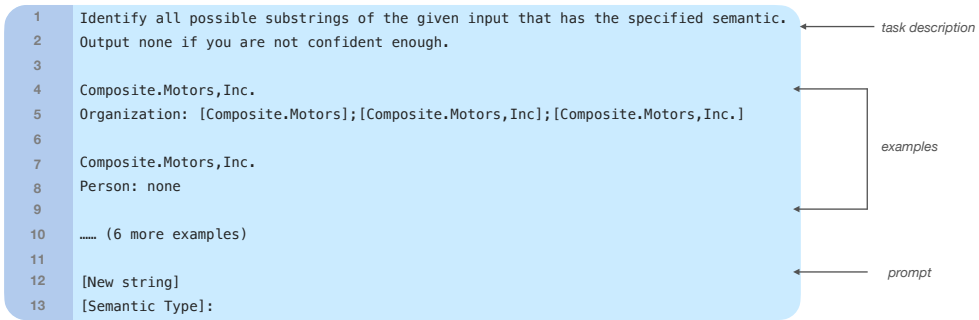 1 Identify all possible substrings of the given input that has the specified semantic.
task description
2 Output none if you are not confident enough.
3
4 Composite.Motors,Inc.
5 Organization: [Composite.Motors];[Composite.Motors,Inc];[Composite.Motors,Inc.]
6
examples
7 Composite.Motors,Inc.
8 Person: none
9
10 …… (6 more examples)
11
prompt
12 [New string]
13 [Semantic Type]: